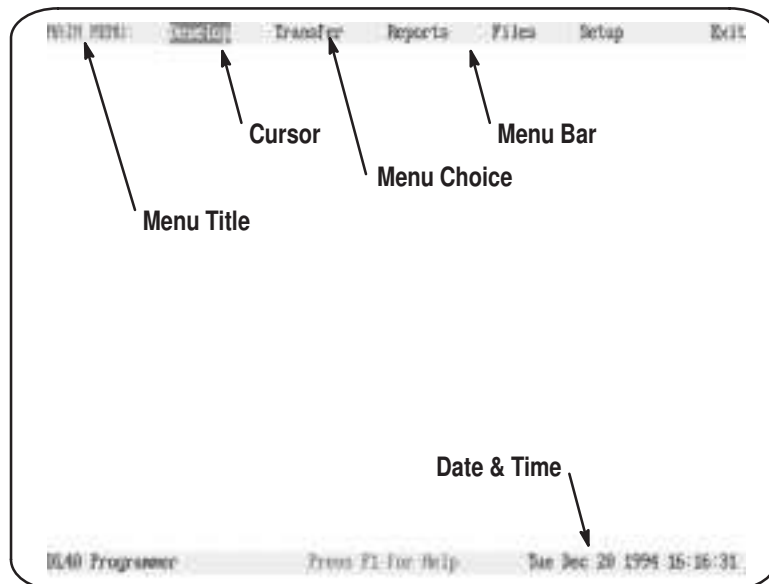 MAIN MENU: Transfer Reports Files Setup Exit
Cursor
Menu Bar
Menu Choice
Menu Title
Date & Time
DL40 Programmer Press F1 for Help Tue Dec 20 1994 16:16:31